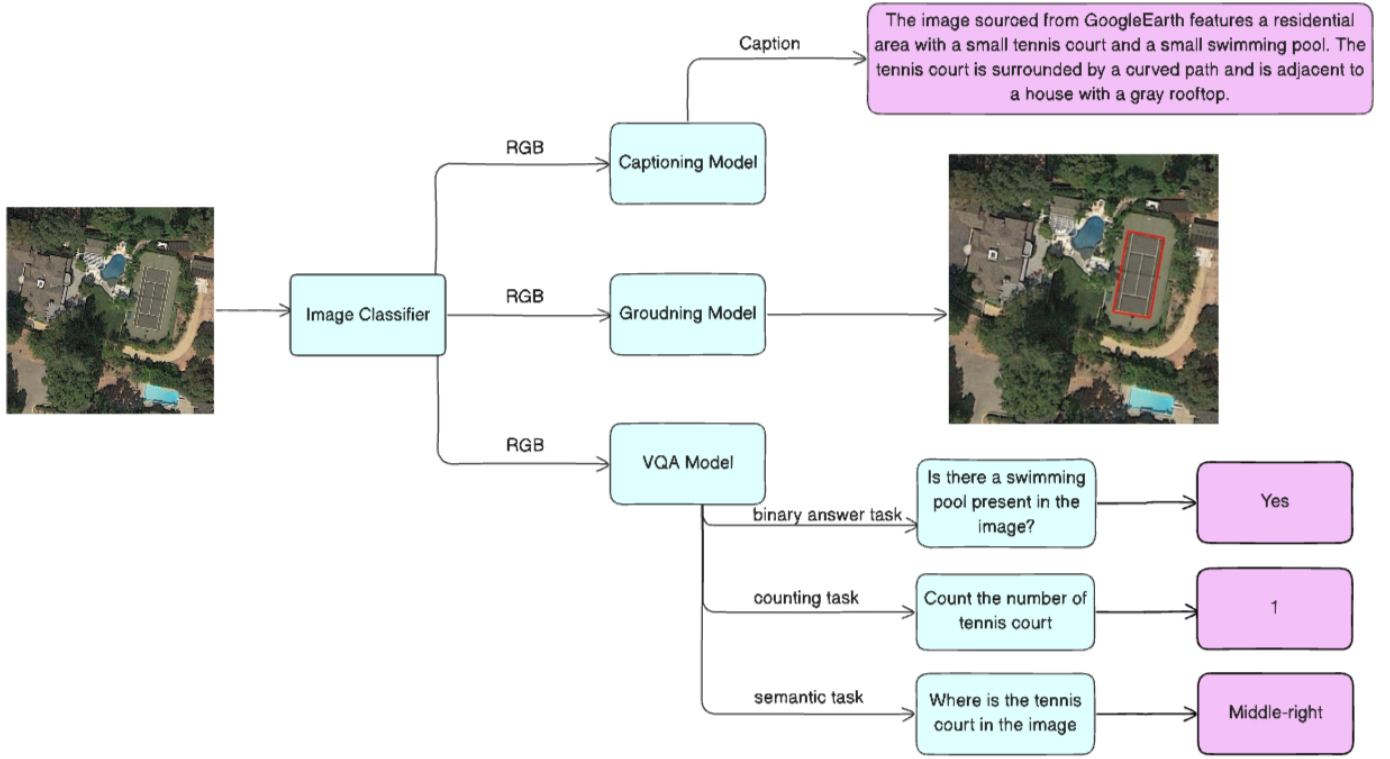 Caption
The image sourced from GoogleEarth features a residential
area with a small tennis court and a small swimming pool. The
tennis court is surrounded by a curved path and is adjacent to
a house with a gray rooftop.
RGB
Captioning Model
Image Classifier
RGB
Groudning Model
RGB
VQA Model
binary answer task
Is there a swimming
pool present in the
image?
Yes
counting task
Count the number of
tennis court
1
semantic task
Where is the tennis
court in the image
Middle-right